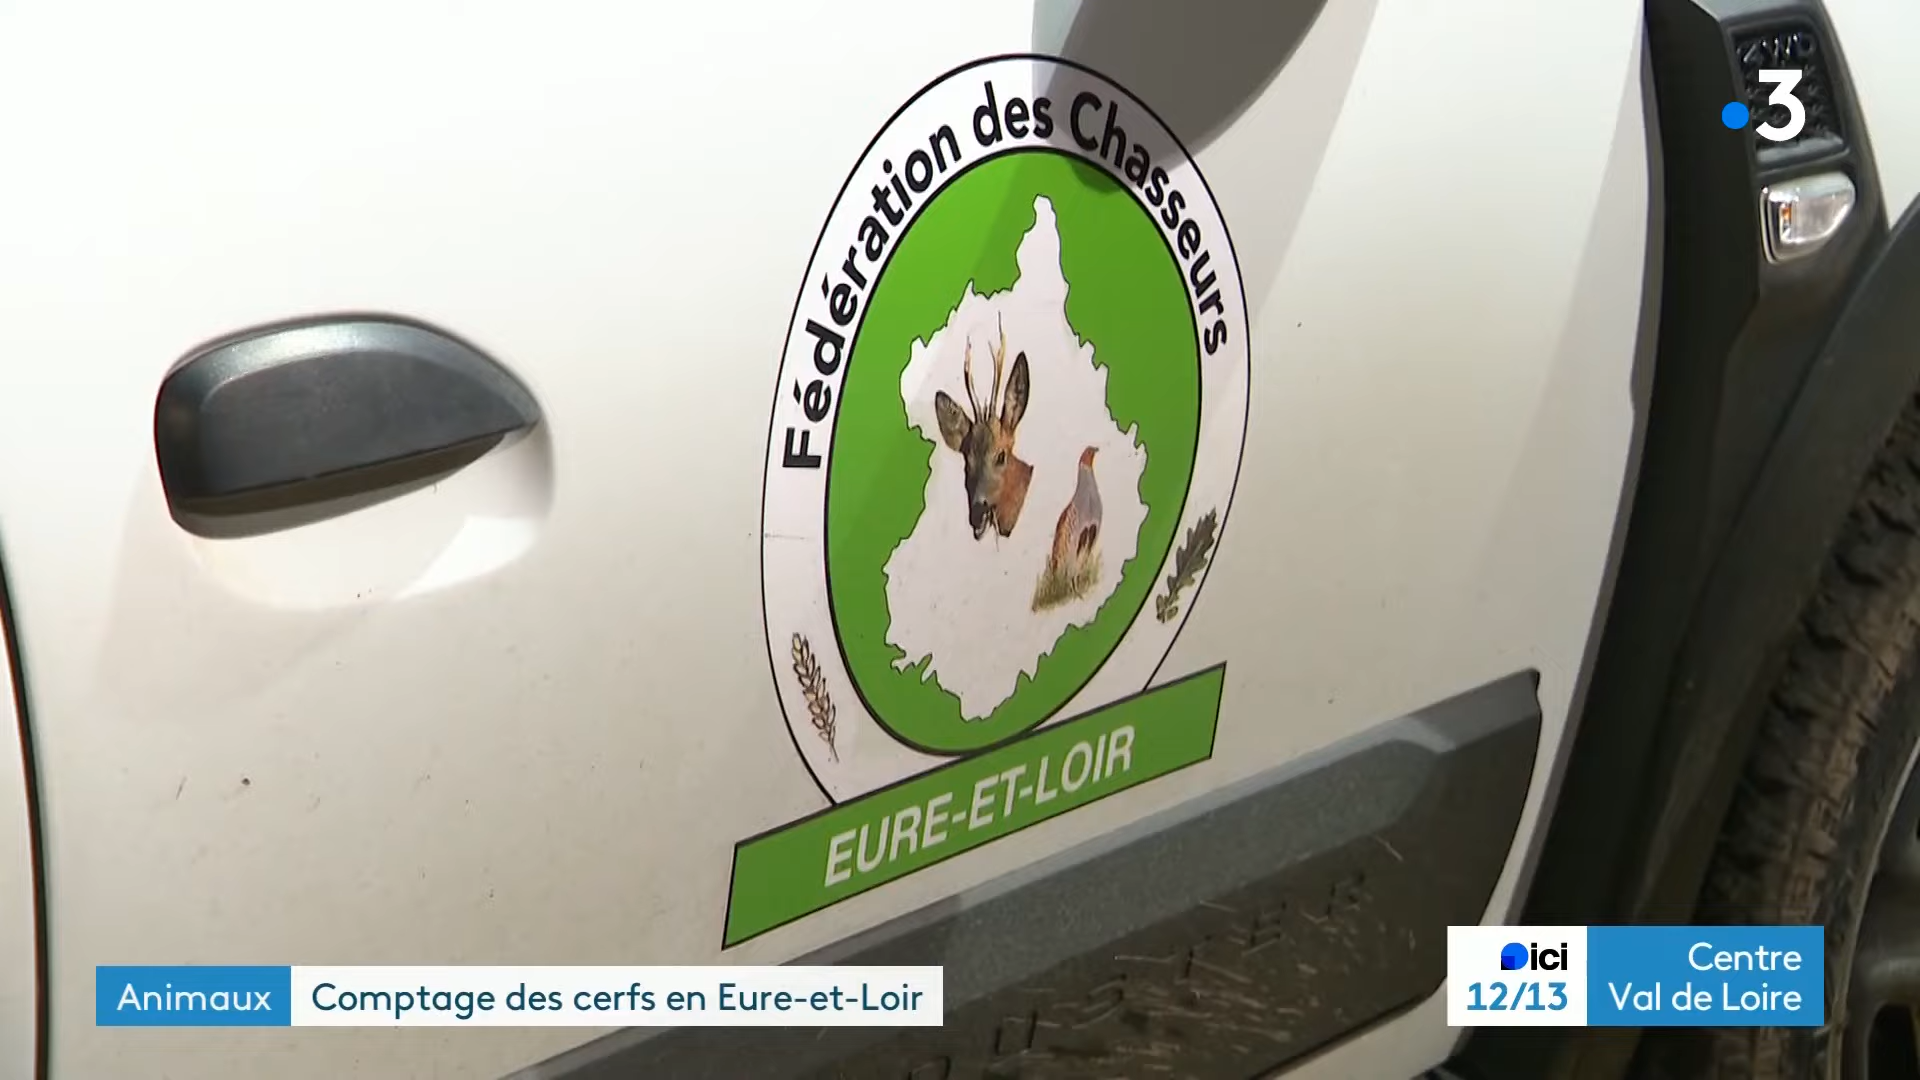 3
Fédération des Chasseurs
EURE-ET-LOIR
DUSTER
Animaux
Comptage des cerfs en Eure-et-Loir
ici
12/13
Centre
Val de Loire